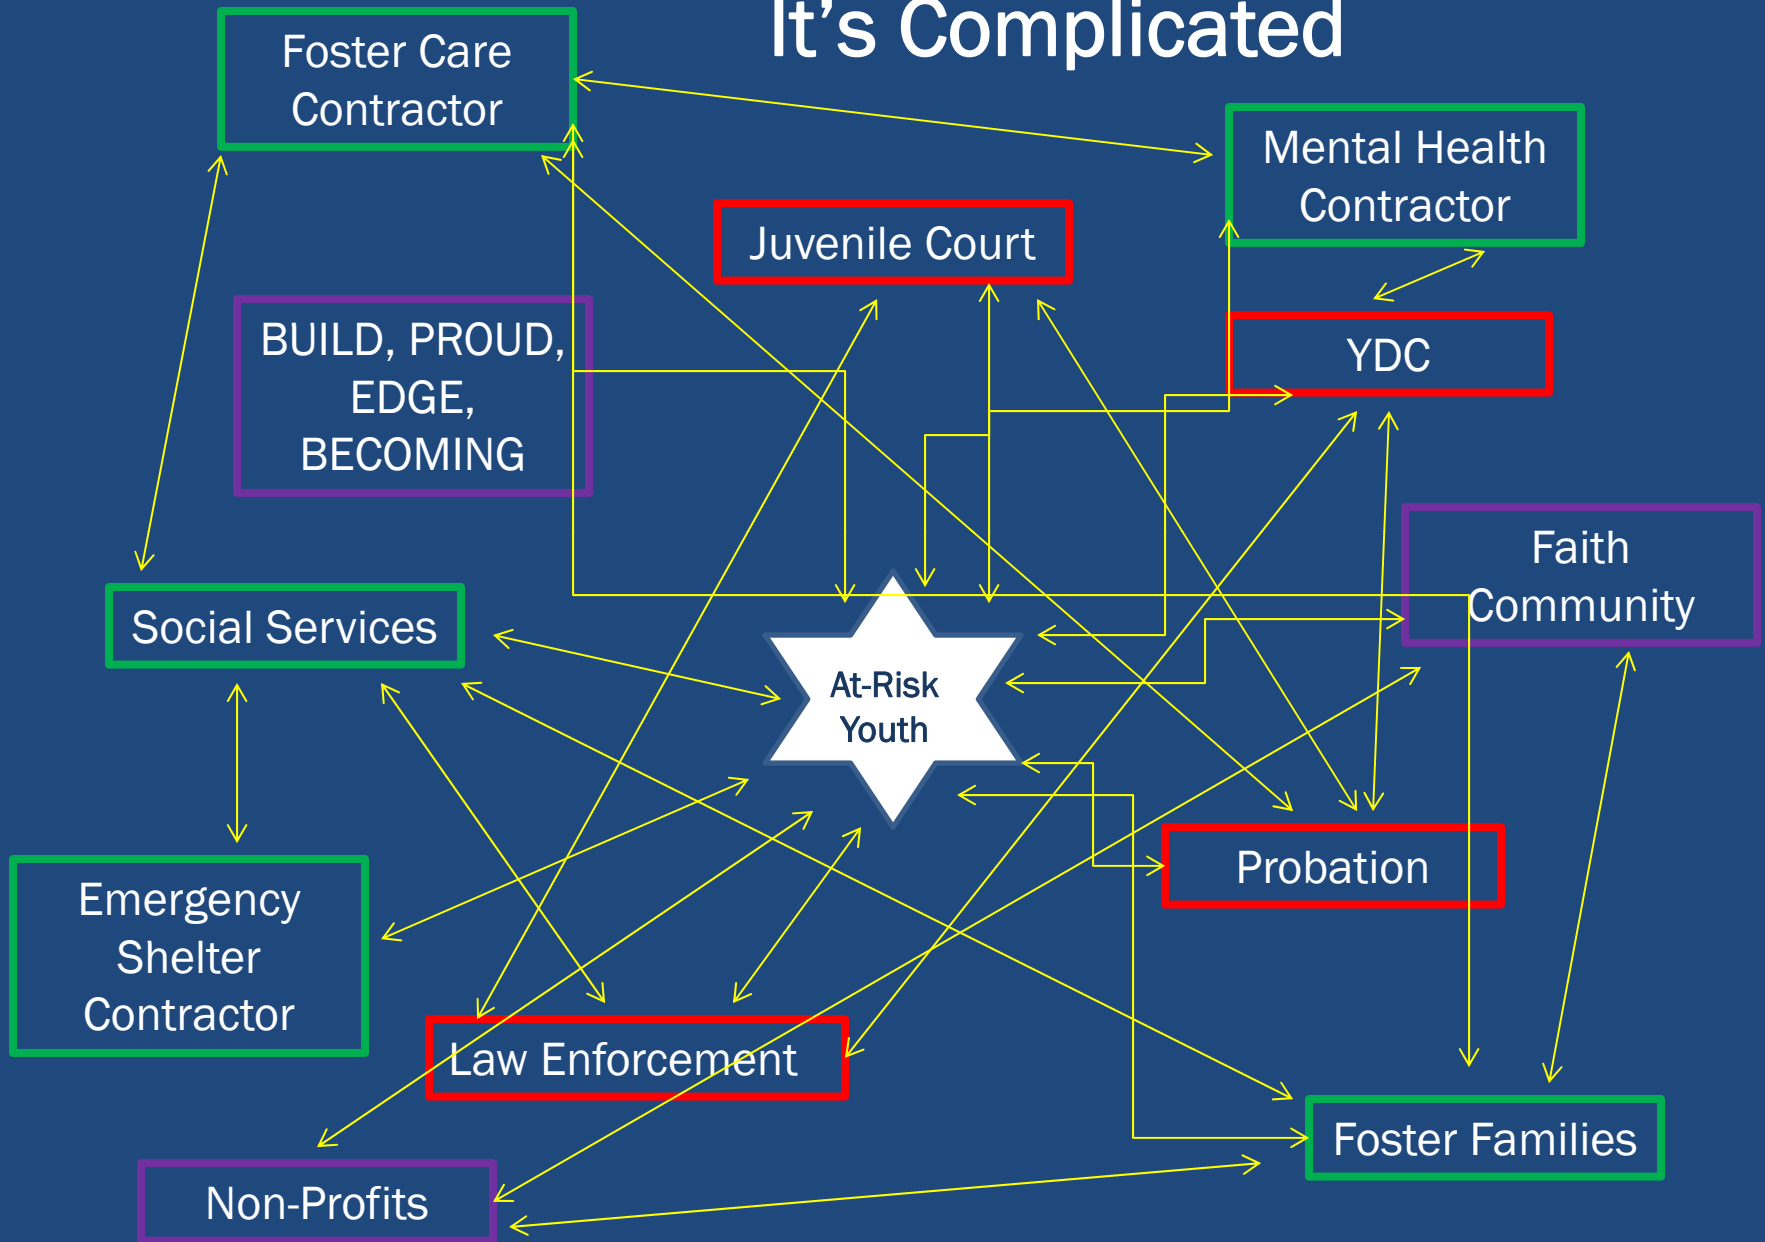 It's Complicated
Foster Care
Contractor
Mental Health
Contractor
Juvenile Court
BUILD, PROUD,
EDGE,
BECOMING
YDC
Faith
Community
Social Services
At-Risk
Youth
Probation
Emergency
Shelter
Contractor
Law Enforcement
Foster Families
Non-Profits